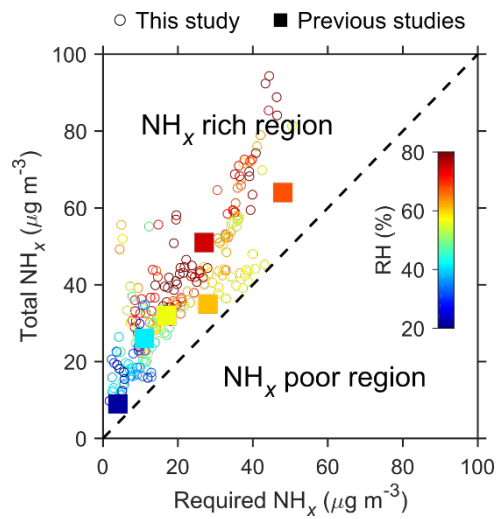 ○ This study ■ Previous studies
100
80
60
40
20
0
Total NHₓ (μg m⁻³)
NHₓ rich region
NHₓ poor region
80
60
40
20
RH (%)
0 20 40 60 80 100
Required NHₓ (μg m⁻³)